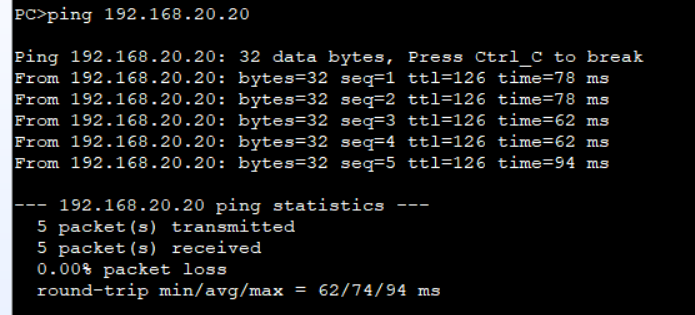 PC>ping 192.168.20.20
Ping 192.168.20.20: 32 data bytes, Press Ctrl_C to break
From 192.168.20.20: bytes=32 seq=1 ttl=126 time=78 ms
From 192.168.20.20: bytes=32 seq=2 ttl=126 time=78 ms
From 192.168.20.20: bytes=32 seq=3 ttl=126 time=62 ms
From 192.168.20.20: bytes=32 seq=4 ttl=126 time=62 ms
From 192.168.20.20: bytes=32 seq=5 ttl=126 time=94 ms
--- 192.168.20.20 ping statistics ---
5 packet(s) transmitted
5 packet(s) received
0.00% packet loss
round-trip min/avg/max = 62/74/94 ms